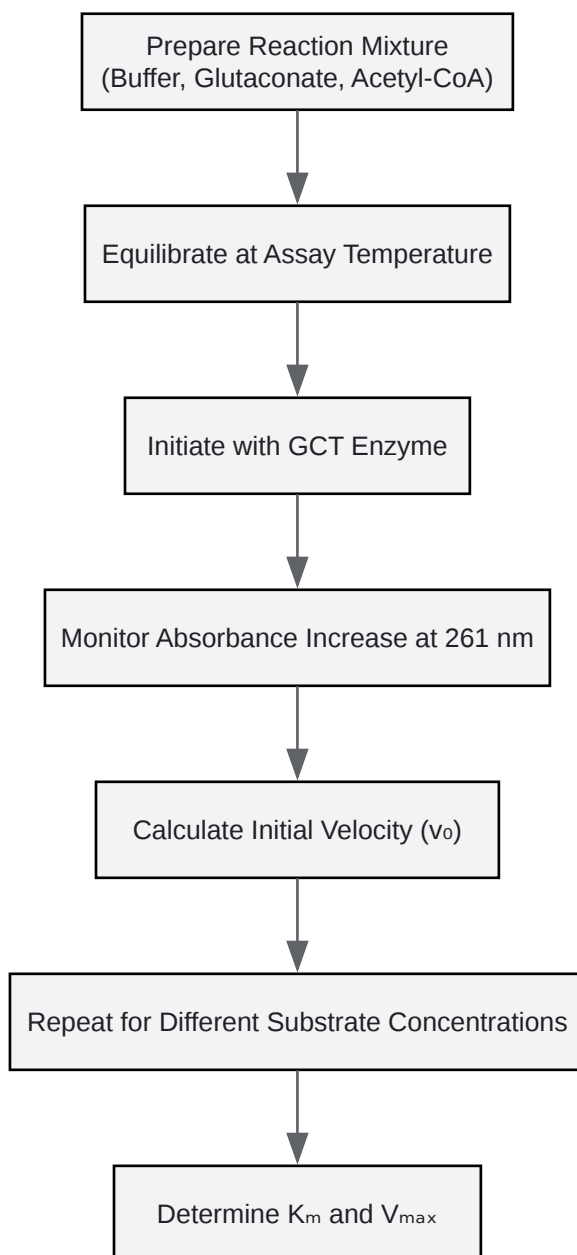 Prepare Reaction Mixture
(Buffer, Glutaconate, Acetyl-CoA)
Equilibrate at Assay Temperature
Initiate with GCT Enzyme
Monitor Absorbance Increase at 261 nm
Calculate Initial Velocity (v₀)
Repeat for Different Substrate Concentrations
Determine Kₘ and Vₘₐₓ